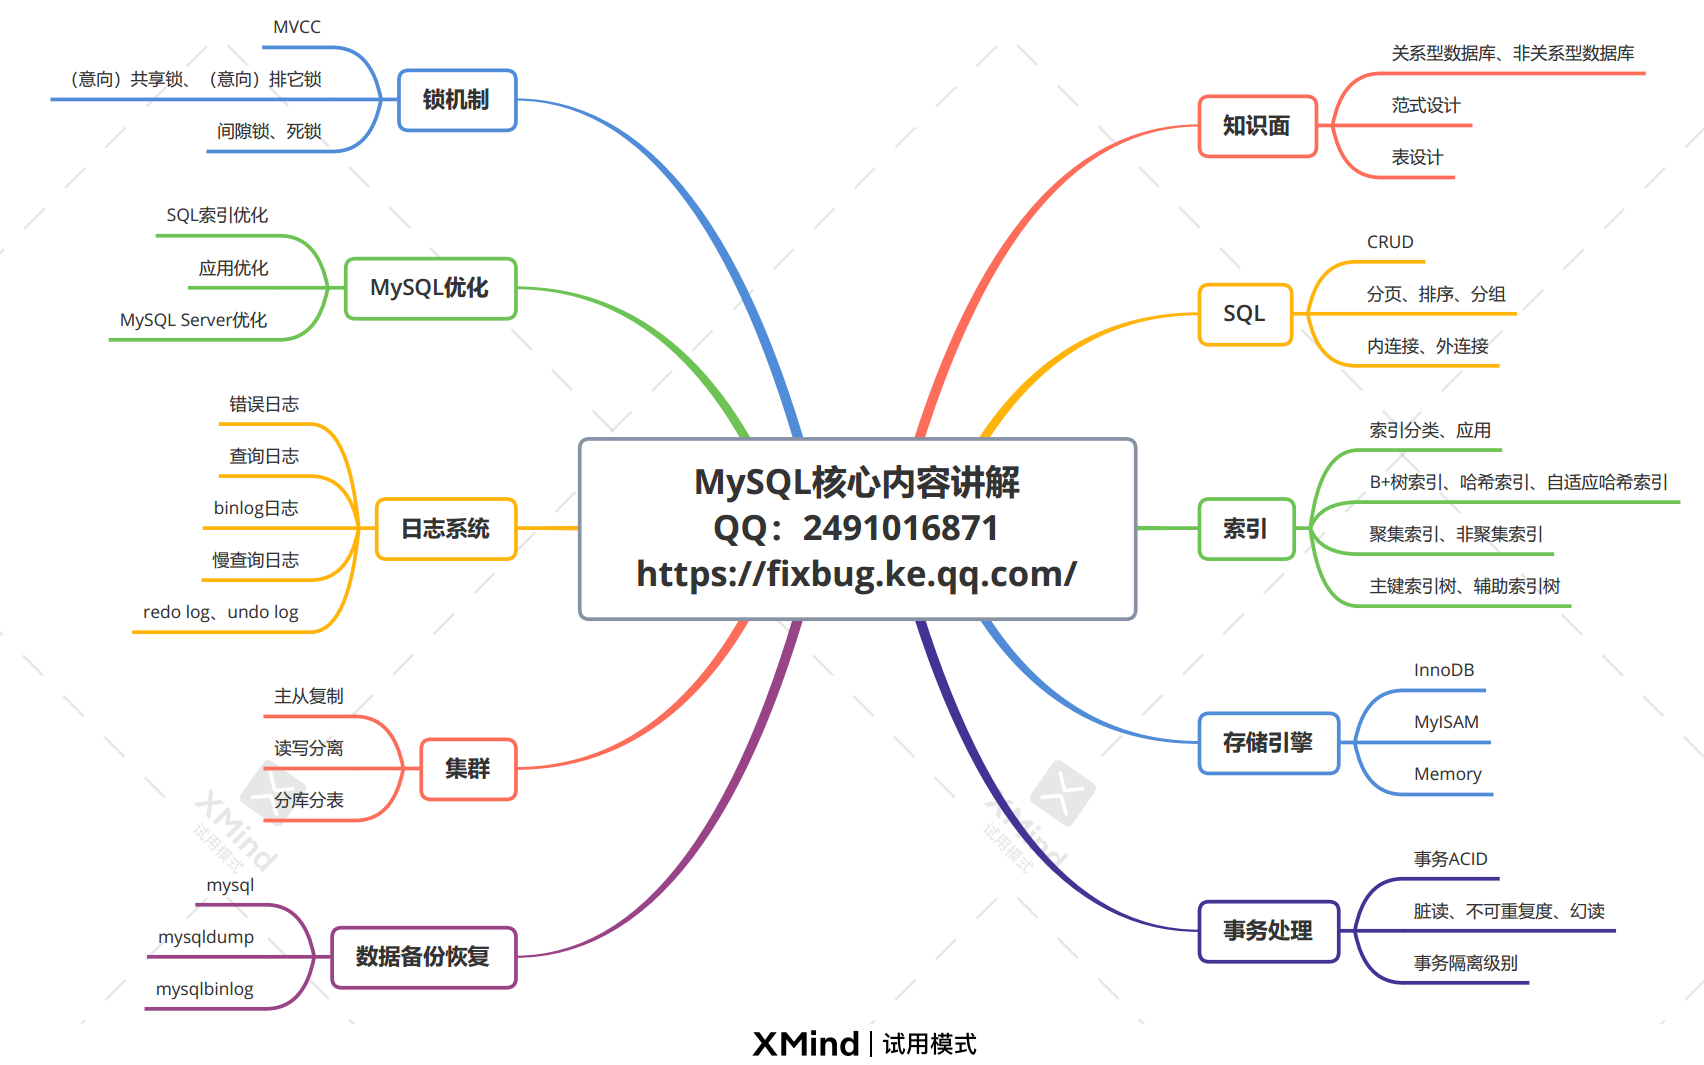 MySQL核心内容讲解
QQ：2491016871
https://fixbug.ke.qq.com/
知识面
关系型数据库、非关系型数据库
范式设计
表设计
SQL
CRUD
分页、排序、分组
内连接、外连接
索引
索引分类、应用
B+树索引、哈希索引、自适应哈希索引
聚集索引、非聚集索引
主键索引树、辅助索引树
存储引擎
InnoDB
MyISAM
Memory
事务处理
事务ACID
脏读、不可重复度、幻读
事务隔离级别
锁机制
MVCC
（意向）共享锁、（意向）排它锁
间隙锁、死锁
MySQL优化
SQL索引优化
应用优化
MySQL Server优化
日志系统
错误日志
查询日志
binlog日志
慢查询日志
redo log、undo log
集群
主从复制
读写分离
分库分表
数据备份恢复
mysql
mysqldump
mysqlbinlog
XMind
试用模式
XMind
试用模式
XMind | 试用模式